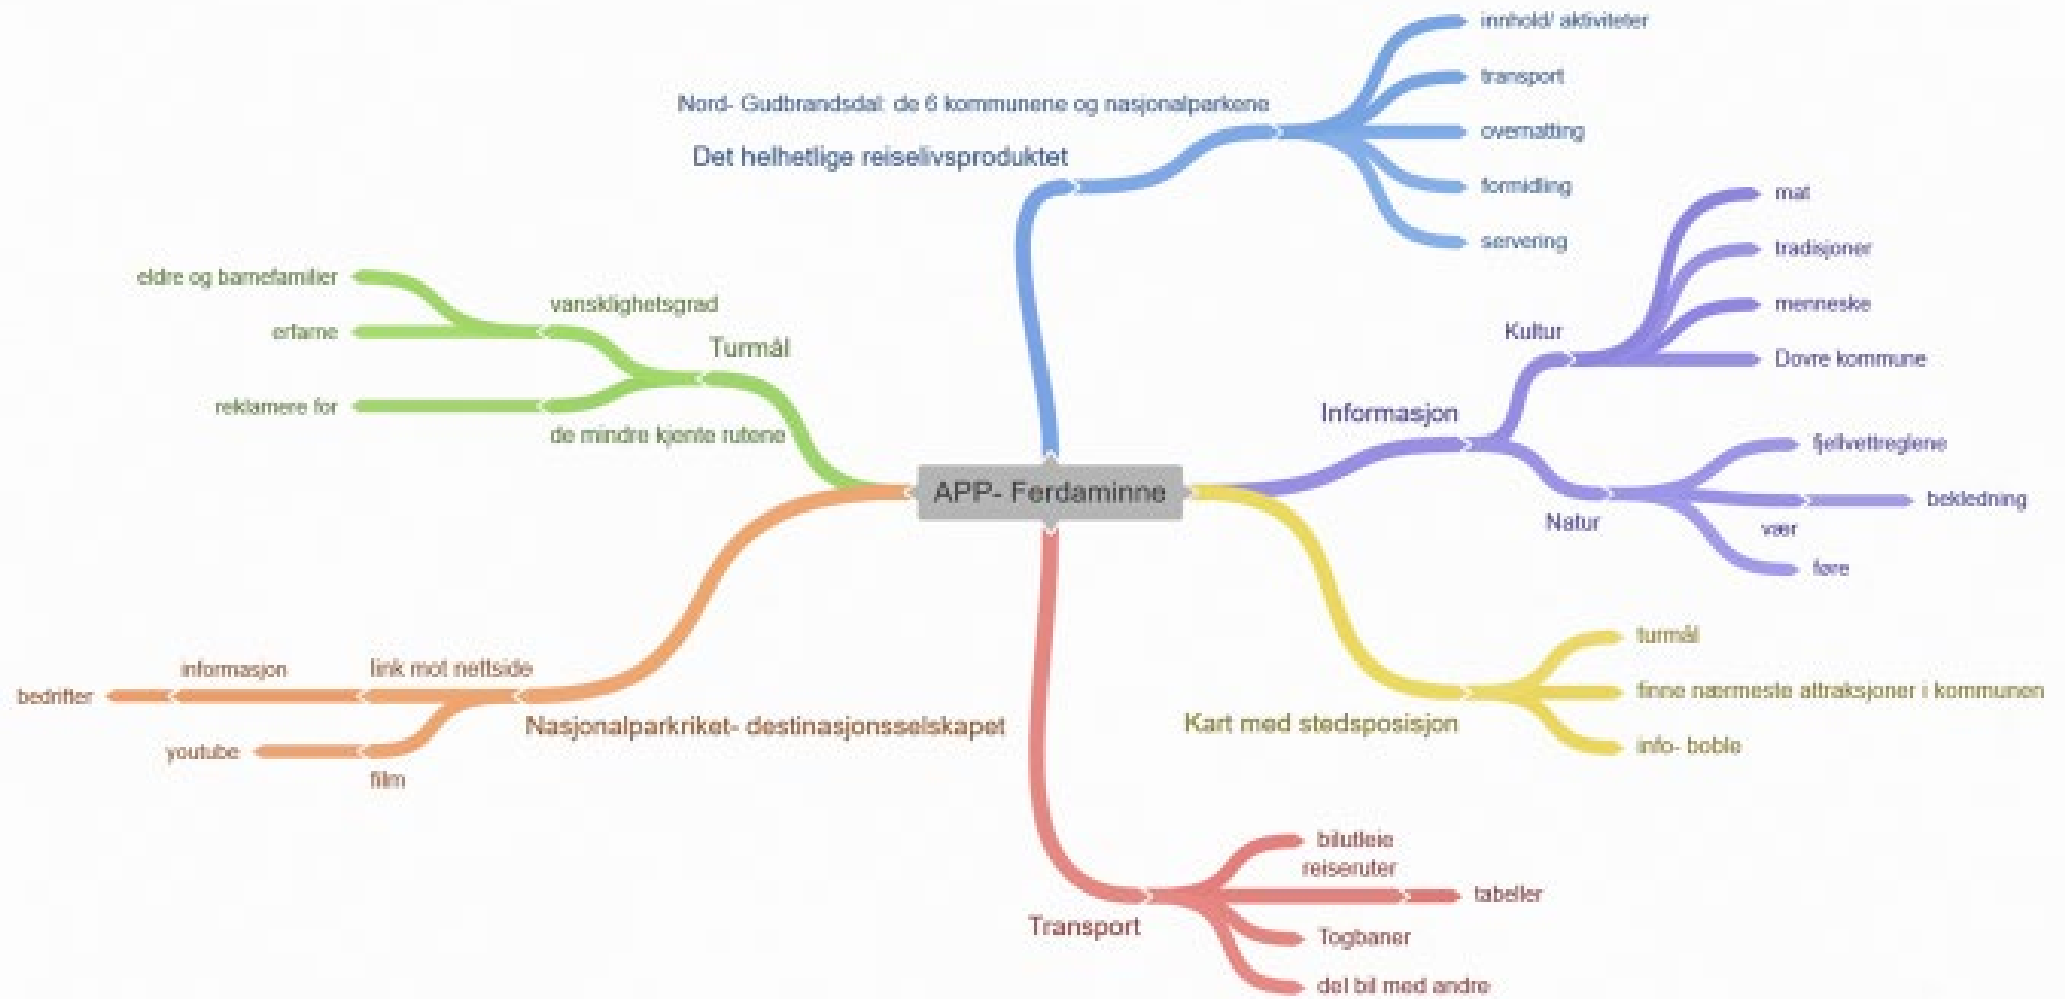 innhold/ aktiviteter
transport
Nord- Gudbrandsdal: de 6 kommunene og nasjonalparkene
overnatting
Det helhetlige reiselivsproduktet
formidling
servering
mat
tradisjoner
menneske
Kultur
Dovre kommune
Informasjon
fjellvettreglene
bekledning
Natur
vær
føre
eldre og barnefamilier
vansklighetsgrad
erfarne
Turmål
reklamere for
de mindre kjente rutene
APP- Ferdaminne
turmål
finne nærmeste attraksjoner i kommunen
Kart med stedsposisjon
info- boble
informasjon
link mot nettside
bedrifter
Nasjonalparkriket- destinasjonsselskapet
youtube
film
bilutleie
reiseruter
tabeller
Transport
Togbaner
del bil med andre